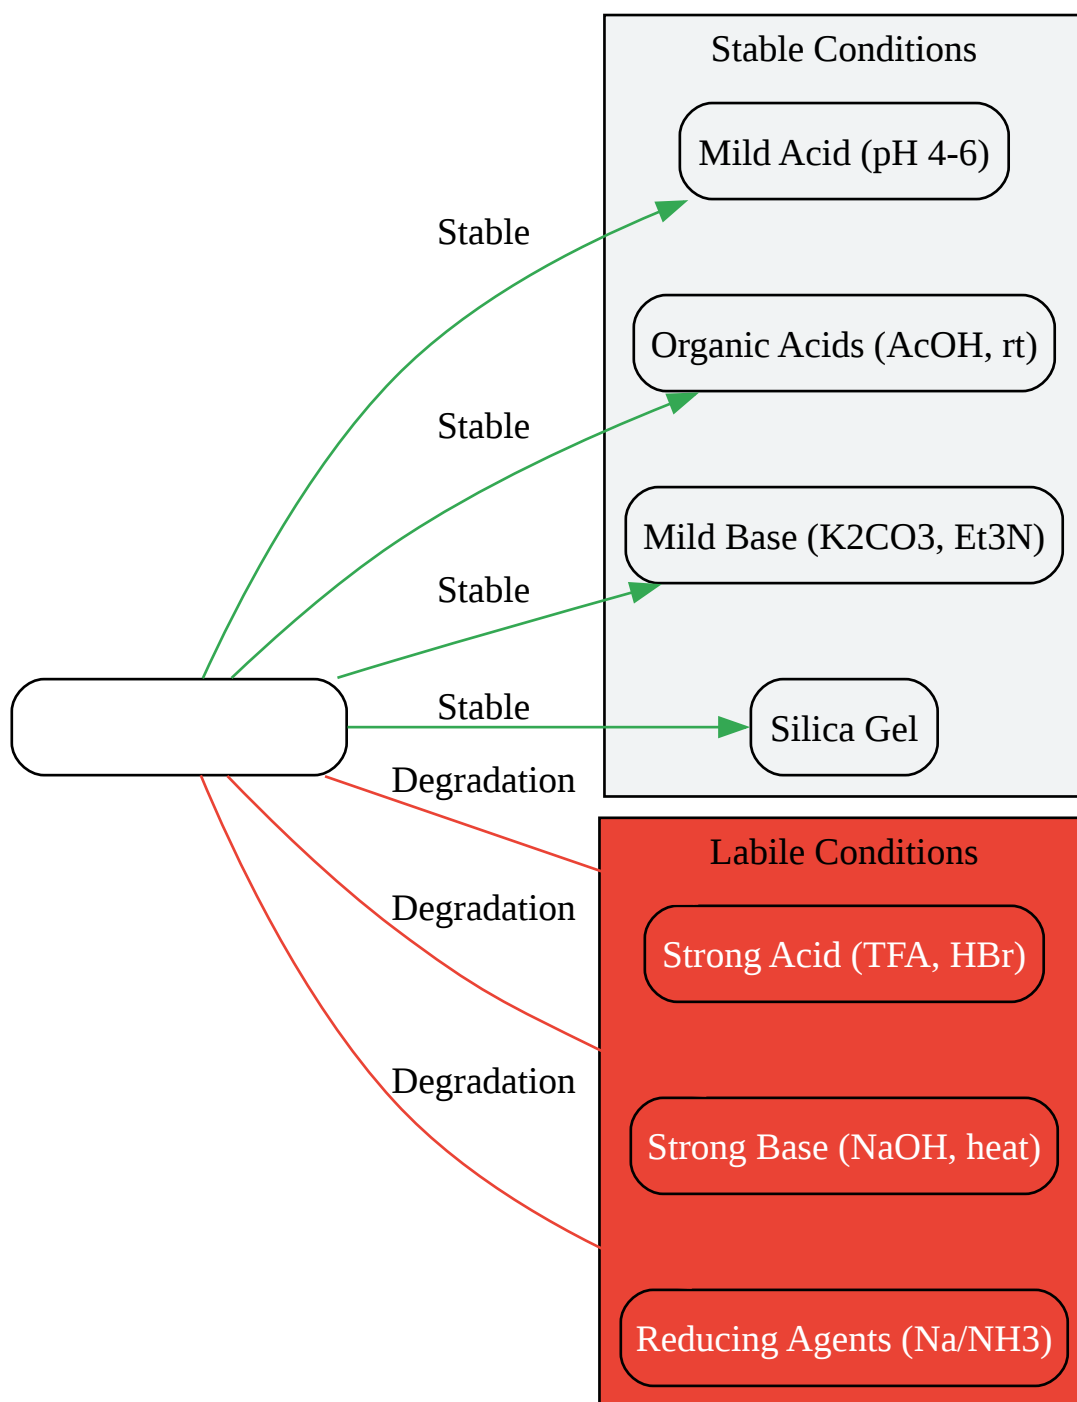 Stable Conditions
Mild Acid (pH 4-6)
Stable
Organic Acids (AcOH, rt)
Stable
Mild Base (K2CO3, Et3N)
Stable
Stable
Silica Gel
Degradation
Labile Conditions
Degradation
Strong Acid (TFA, HBr)
Degradation
Strong Base (NaOH, heat)
Reducing Agents (Na/NH3)